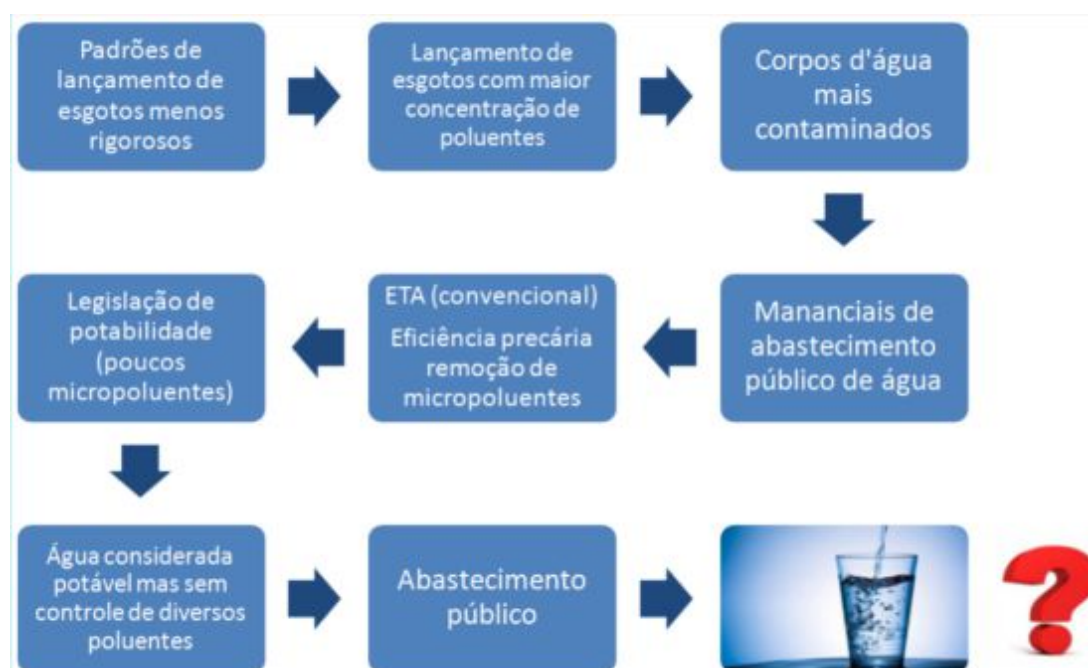 Padrões de
lançamento de
esgotos menos
rigorosos
Lançamento de
esgotos com maior
concentração de
poluentes
Corpos d'água
mais
contaminados
Mananciais de
abastecimento
público de água
ETA (convencional)
Eficiência precária
remoção de
micropoluentes
Legislação de
potabilidade
(poucos
micropoluentes)
Água considerada
potável mas sem
controle de diversos
poluentes
Abastecimento
público
?